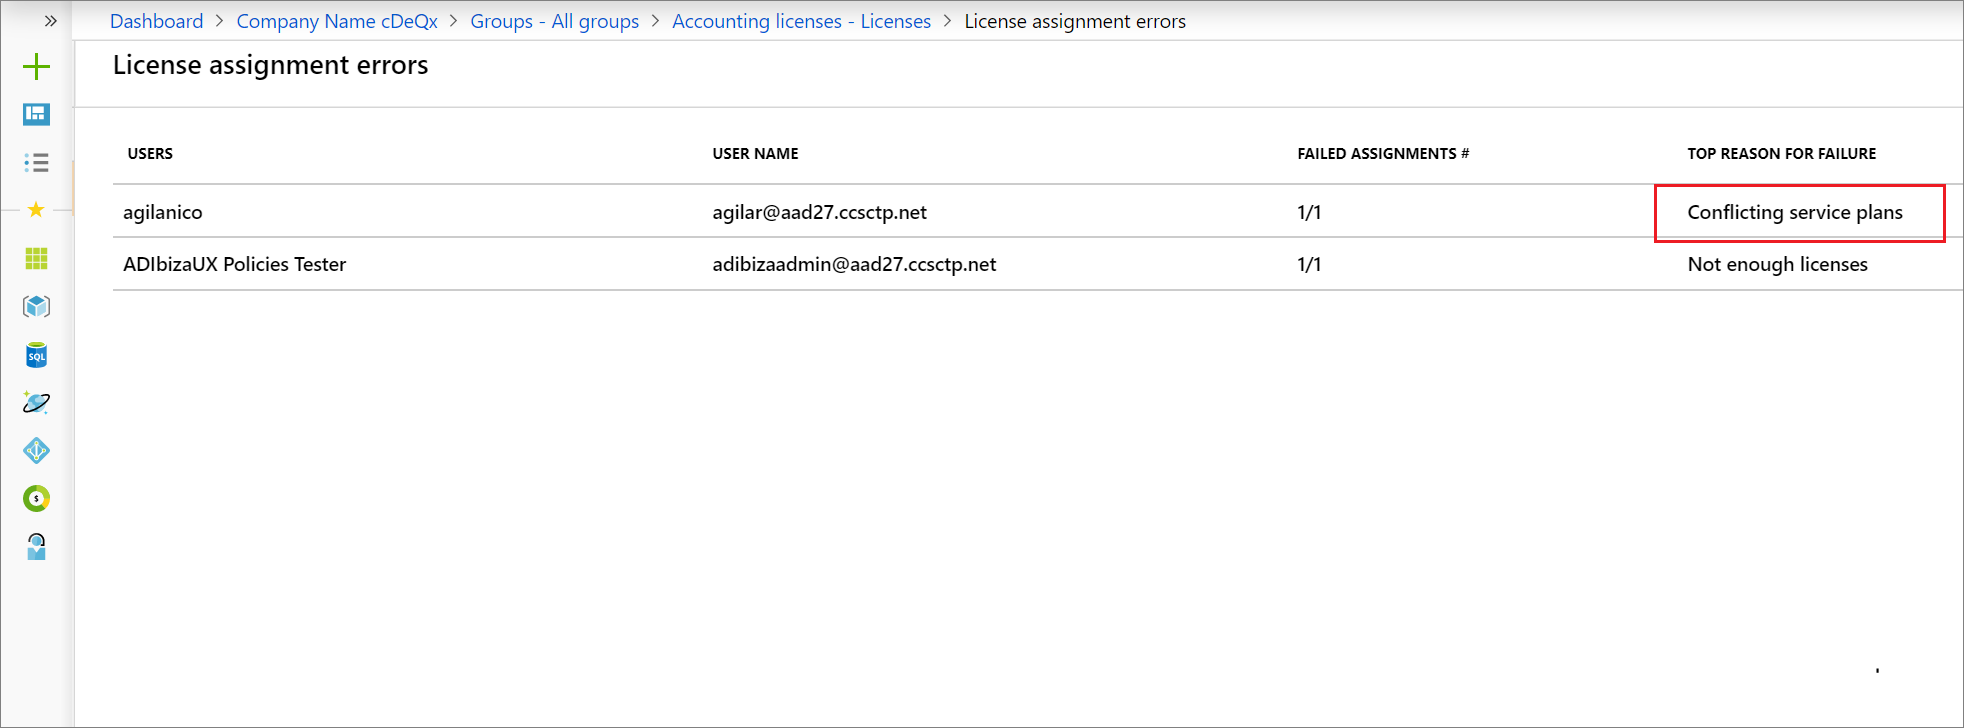 » Dashboard > Company Name cDeQx > Groups - All groups > Accounting licenses - Licenses > License assignment errors
License assignment errors
USERS USER NAME FAILED ASSIGNMENTS # TOP REASON FOR FAILURE
agilanico agilar@aad27.ccsctp.net 1/1 Conflicting service plans
ADIbizaUX Policies Tester adibizaadmin@aad27.ccsctp.net 1/1 Not enough licenses
SQL
$